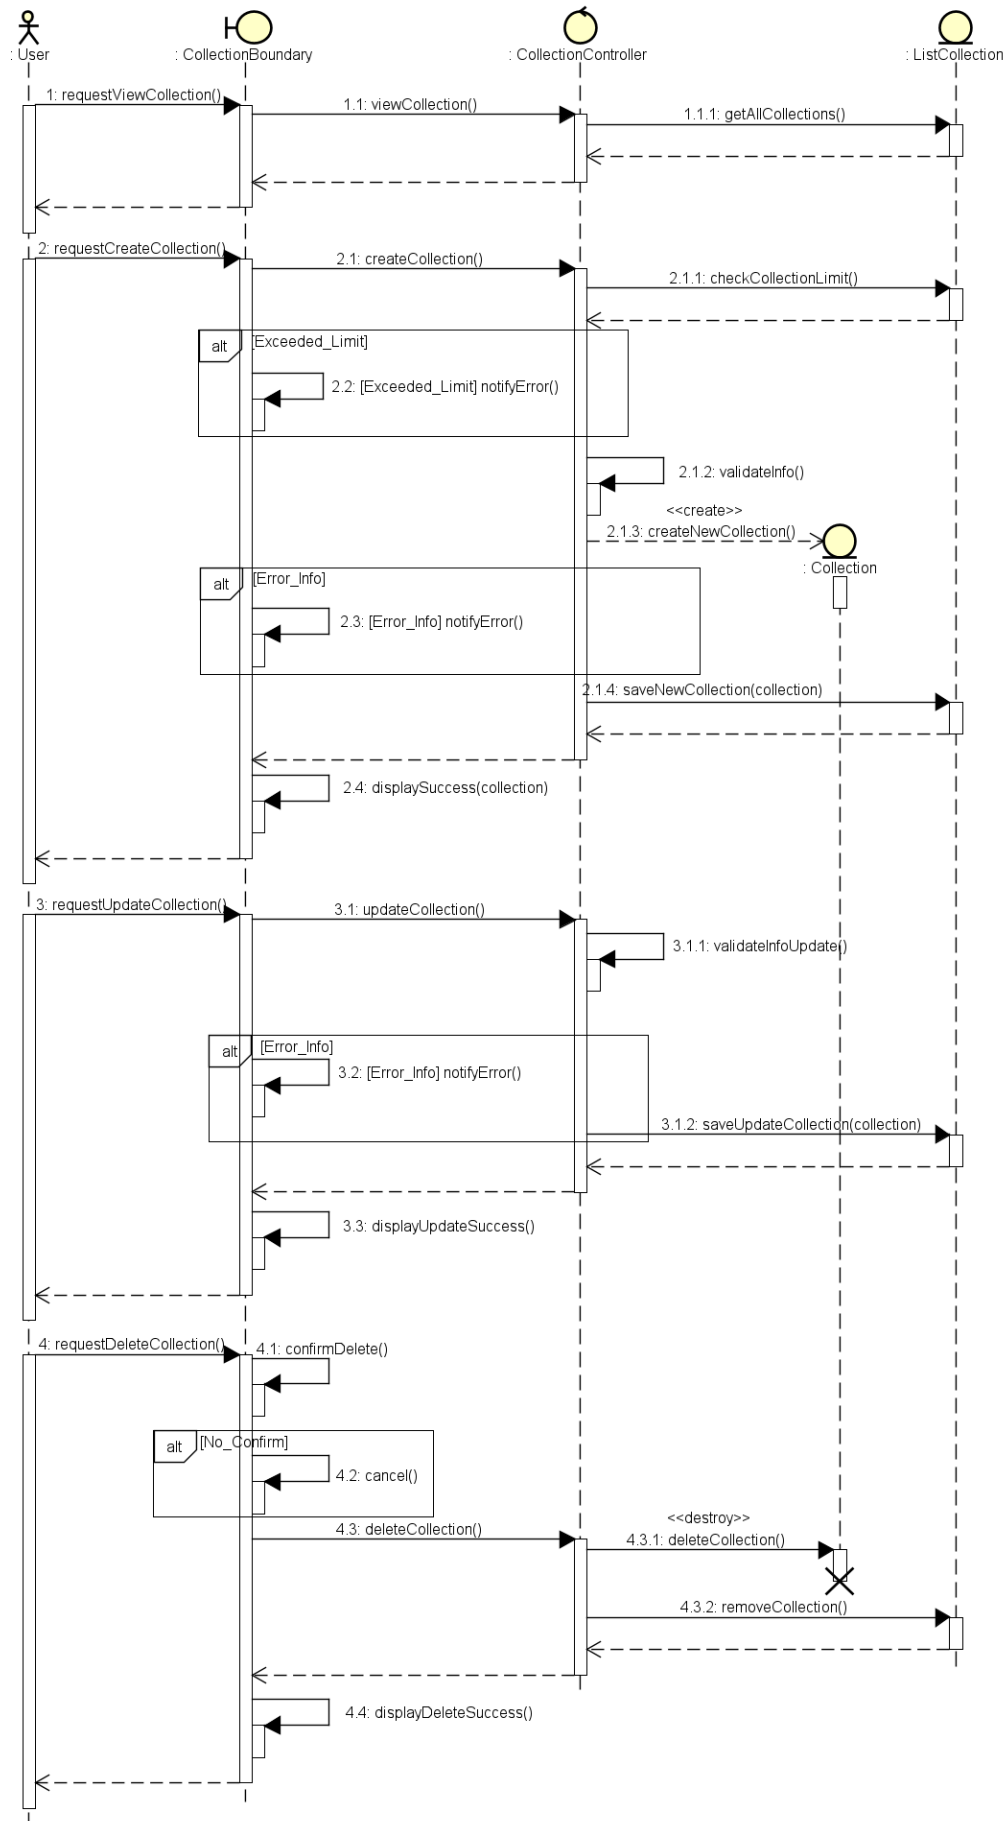 : User
: CollectionBoundary
: CollectionController
: ListCollection
1: requestViewCollection()
1.1: viewCollection()
1.1.1: getAllCollections()
2: requestCreateCollection()
2.1: createCollection()
2.1.1: checkCollectionLimit()
alt
[Exceeded_Limit]
2.2: [Exceeded_Limit] notifyError()
2.1.2: validateInfo()
<<create>>
2.1.3: createNewCollection()
: Collection
alt
[Error_Info]
2.3: [Error_Info] notifyError()
2.1.4: saveNewCollection(collection)
2.4: displaySuccess(collection)
3: requestUpdateCollection()
3.1: updateCollection()
3.1.1: validateInfoUpdate()
alt
[Error_Info]
3.2: [Error_Info] notifyError()
3.1.2: saveUpdateCollection(collection)
3.3: displayUpdateSuccess()
4: requestDeleteCollection()
4.1: confirmDelete()
alt
[No_Confirm]
4.2: cancel()
<<destroy>>
4.3: deleteCollection()
4.3.1: deleteCollection()
4.3.2: removeCollection()
4.4: displayDeleteSuccess()